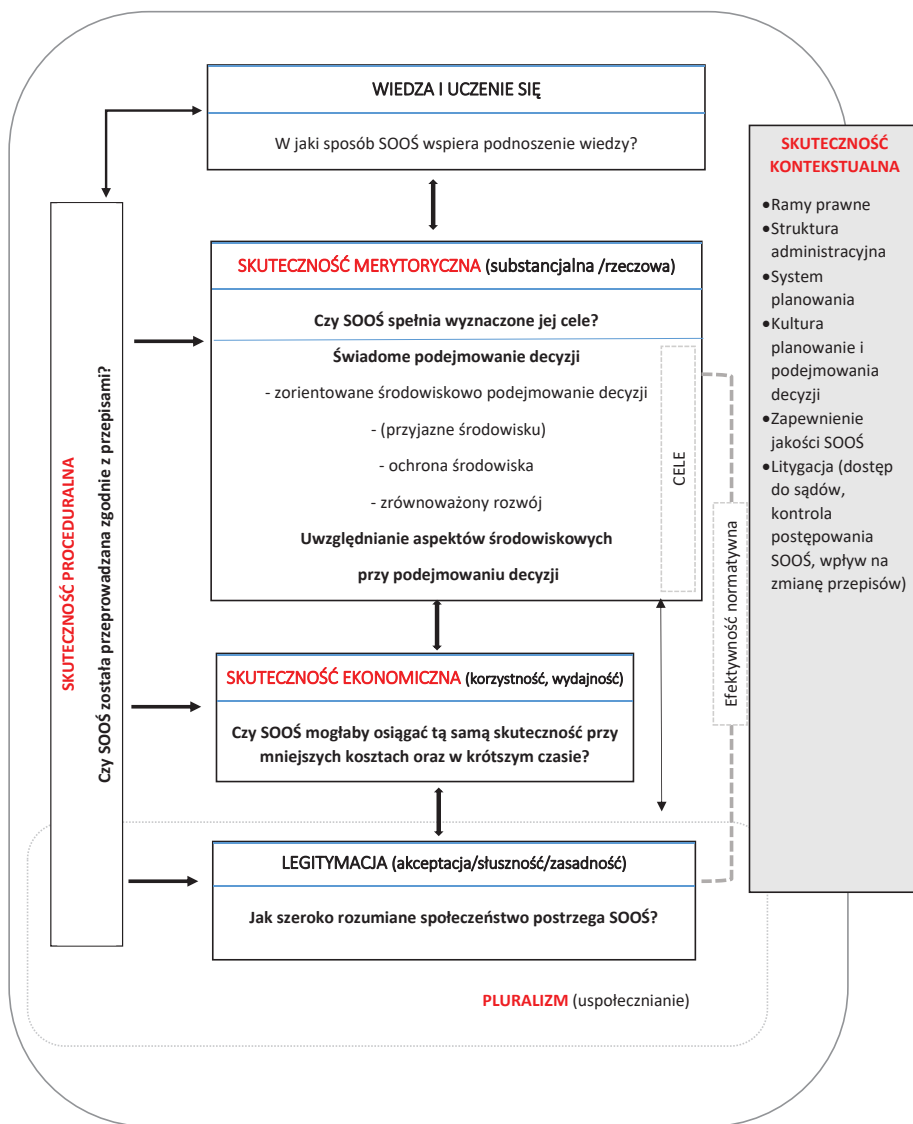 WIEDZA I UCZENIE SIĘ
W jaki sposób SOOŚ wspiera podnoszenie wiedzy?
SKUTECZNOŚĆ PROCEDURALNA
Czy SOOŚ została przeprowadzana zgodnie z przepisami?
SKUTECZNOŚĆ MERYTORYCZNA (substancjalna /rzeczowa)
Czy SOOŚ spełnia wyznaczone jej cele?
Świadome podejmowanie decyzji
- zorientowane środowiskowo podejmowanie decyzji
- (przyjazne środowisku)
- ochrona środowiska
- zrównoważony rozwój
Uwzględnianie aspektów środowiskowych
przy podejmowaniu decyzji
CELE
Efektywność normatywna
SKUTECZNOŚĆ EKONOMICZNA (korzystność, wydajność)
Czy SOOŚ mogłaby osiągać tą samą skuteczność przy
mniejszych kosztach oraz w krótszym czasie?
LEGITYMACJA (akceptacja/słuszność/zasadność)
Jak szeroko rozumiane społeczeństwo postrzega SOOŚ?
PLURALIZM (uspołecznianie)
SKUTECZNOŚĆ
KONTEKSTUALNA
•Ramy prawne
•Struktura
administracyjna
•System
planowania
•Kultura
planowanie i
podejmowania
decyzji
•Zapewnienie
jakości SOOŚ
•Litygacja (dostęp
do sądów,
kontrola
postępowania
SOOŚ, wpływ na
zmianę przepisów)